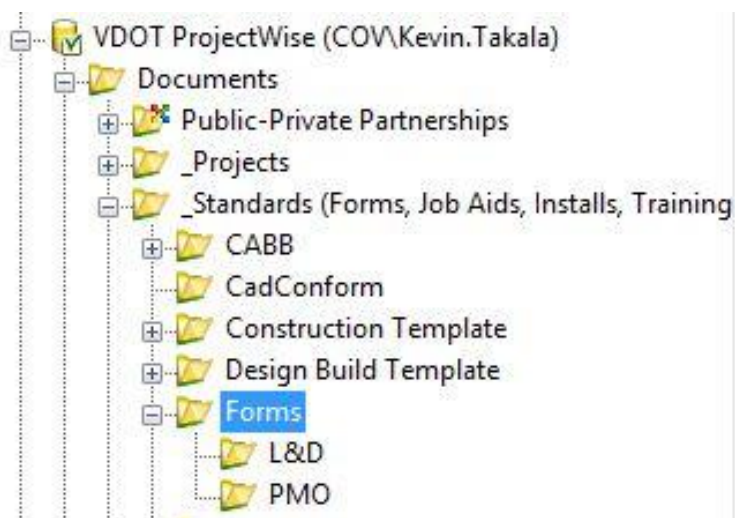 VDOT ProjectWise (COV\Kevin.Takala)
Documents
Public-Private Partnerships
_Projects
_Standards (Forms, Job Aids, Installs, Training
CABB
CadConform
Construction Template
Design Build Template
Forms
L&D
PMO